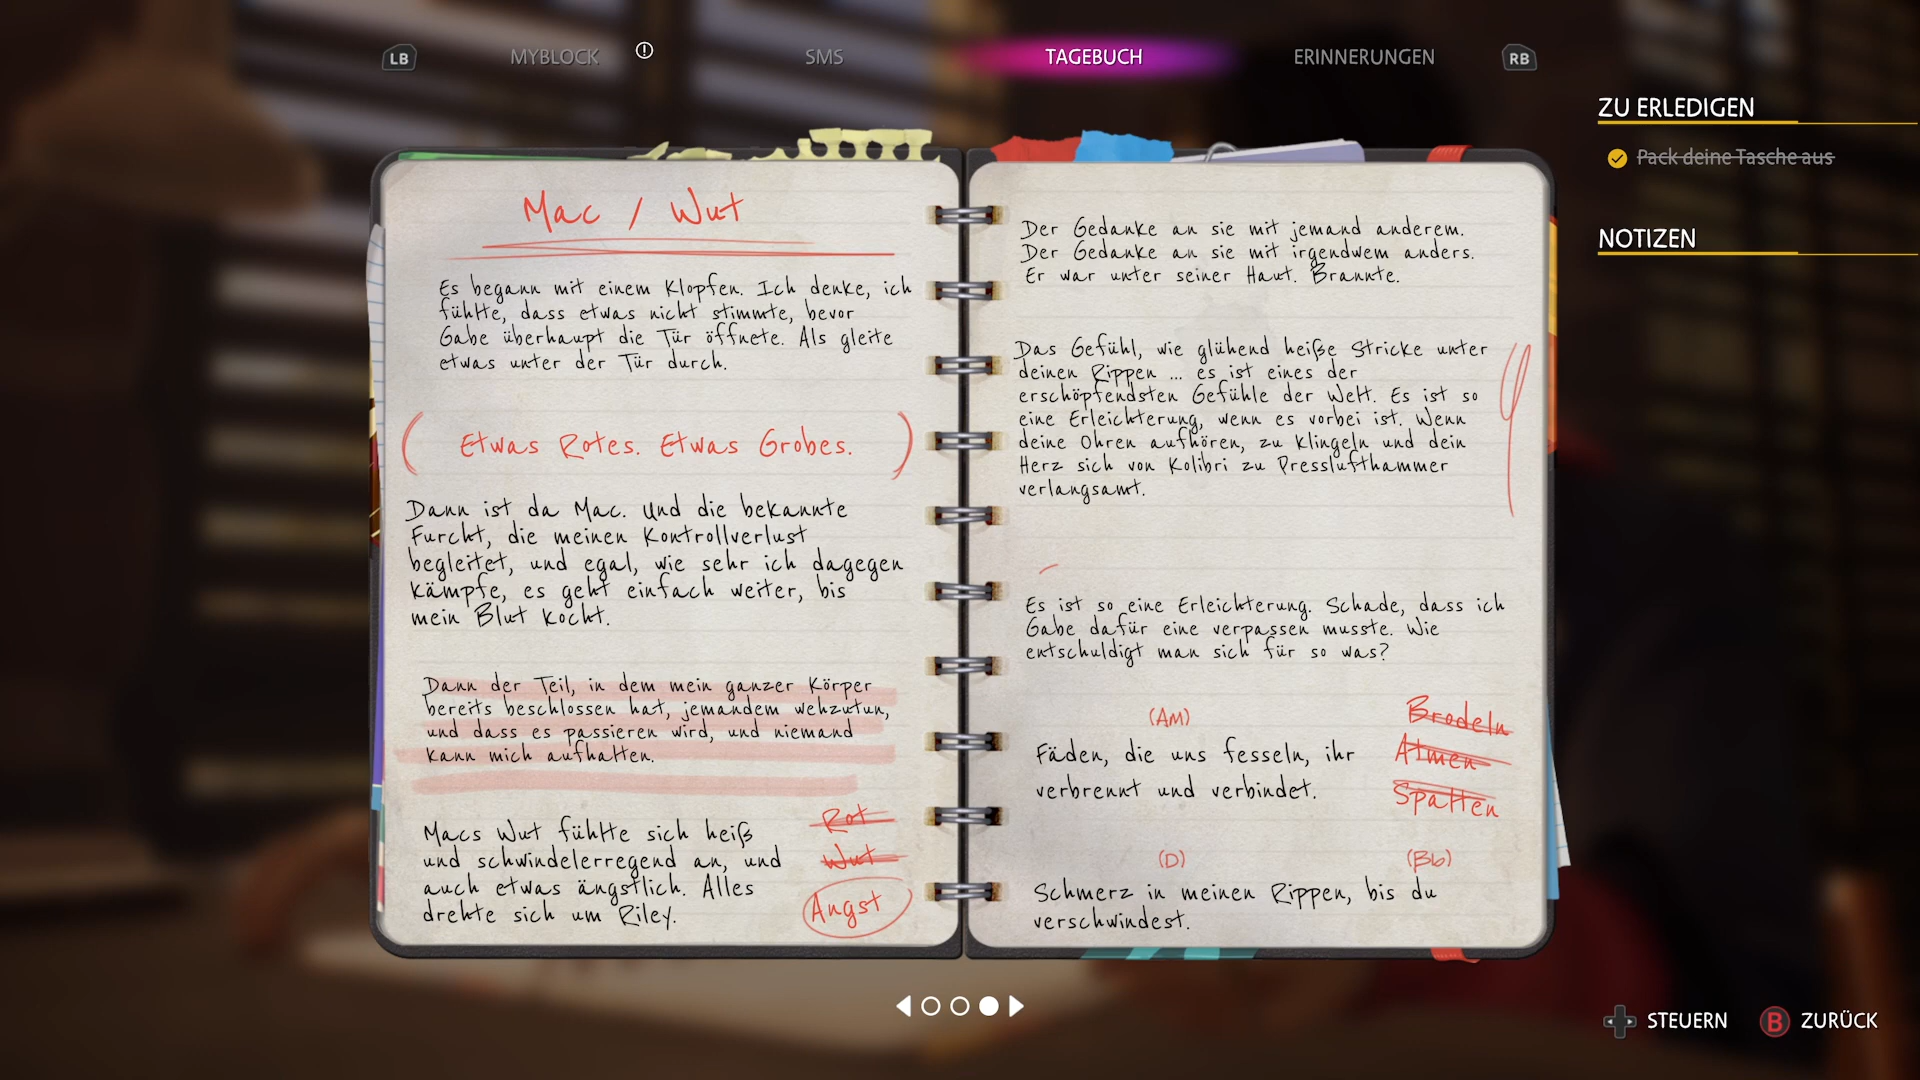 LB
MYBLOCK
SMS
TAGEBUCH
ERINNERUNGEN
RB
ZU ERLEDIGEN
Pack deine Tasche aus
NOTIZEN
Mac / Wut
Es begann mit einem Klopfen. Ich denke, ich
fühlte, dass etwas nicht stimmte, bevor
Gabe überhaupt die Tür öffnete. Als gleite
etwas unter der Tür durch.
( Etwas Rotes. Etwas Grobes. )
Dann ist da Mac. Und die bekannte
Furcht, die meinen Kontrollverlust
begleitet, und egal, wie sehr ich dagegen
kämpfe, es geht einfach weiter, bis
mein Blut kocht.
Dann der Teil, in dem mein ganzer Körper
bereits beschlossen hat, jemandem wehzutun,
und dass es passieren wird, und niemand
kann mich aufhalten.
Macs Wut fühlte sich heiß
und schwindelerregend an, und
auch etwas ängstlich. Alles
drehte sich um Riley.
Rot
Wut
Angst
Der Gedanke an sie mit jemand anderem.
Der Gedanke an sie mit irgendwem anders.
Er war unter seiner Haut. Brannte.
Das Gefühl, wie glühend heiße Stricke unter
deinen Rippen ... es ist eines der
erschöpfendsten Gefühle der Welt. Es ist so
eine Erleichterung, wenn es vorbei ist. Wenn
deine Ohren aufhören, zu klingeln und dein
Herz sich von Kolibri zu Presslufthammer
verlangsamt.
Es ist so eine Erleichterung. Schade, dass ich
Gabe dafür eine verpassen musste. Wie
entschuldigt man sich für so was?
(AM)
Fäden, die uns fesseln, ihr
verbrennt und verbindet.
Brodeln
Atmen
Spalten
(D)
(Bb)
Schmerz in meinen Rippen, bis du
verschwindest.
STEUERN
B ZURÜCK